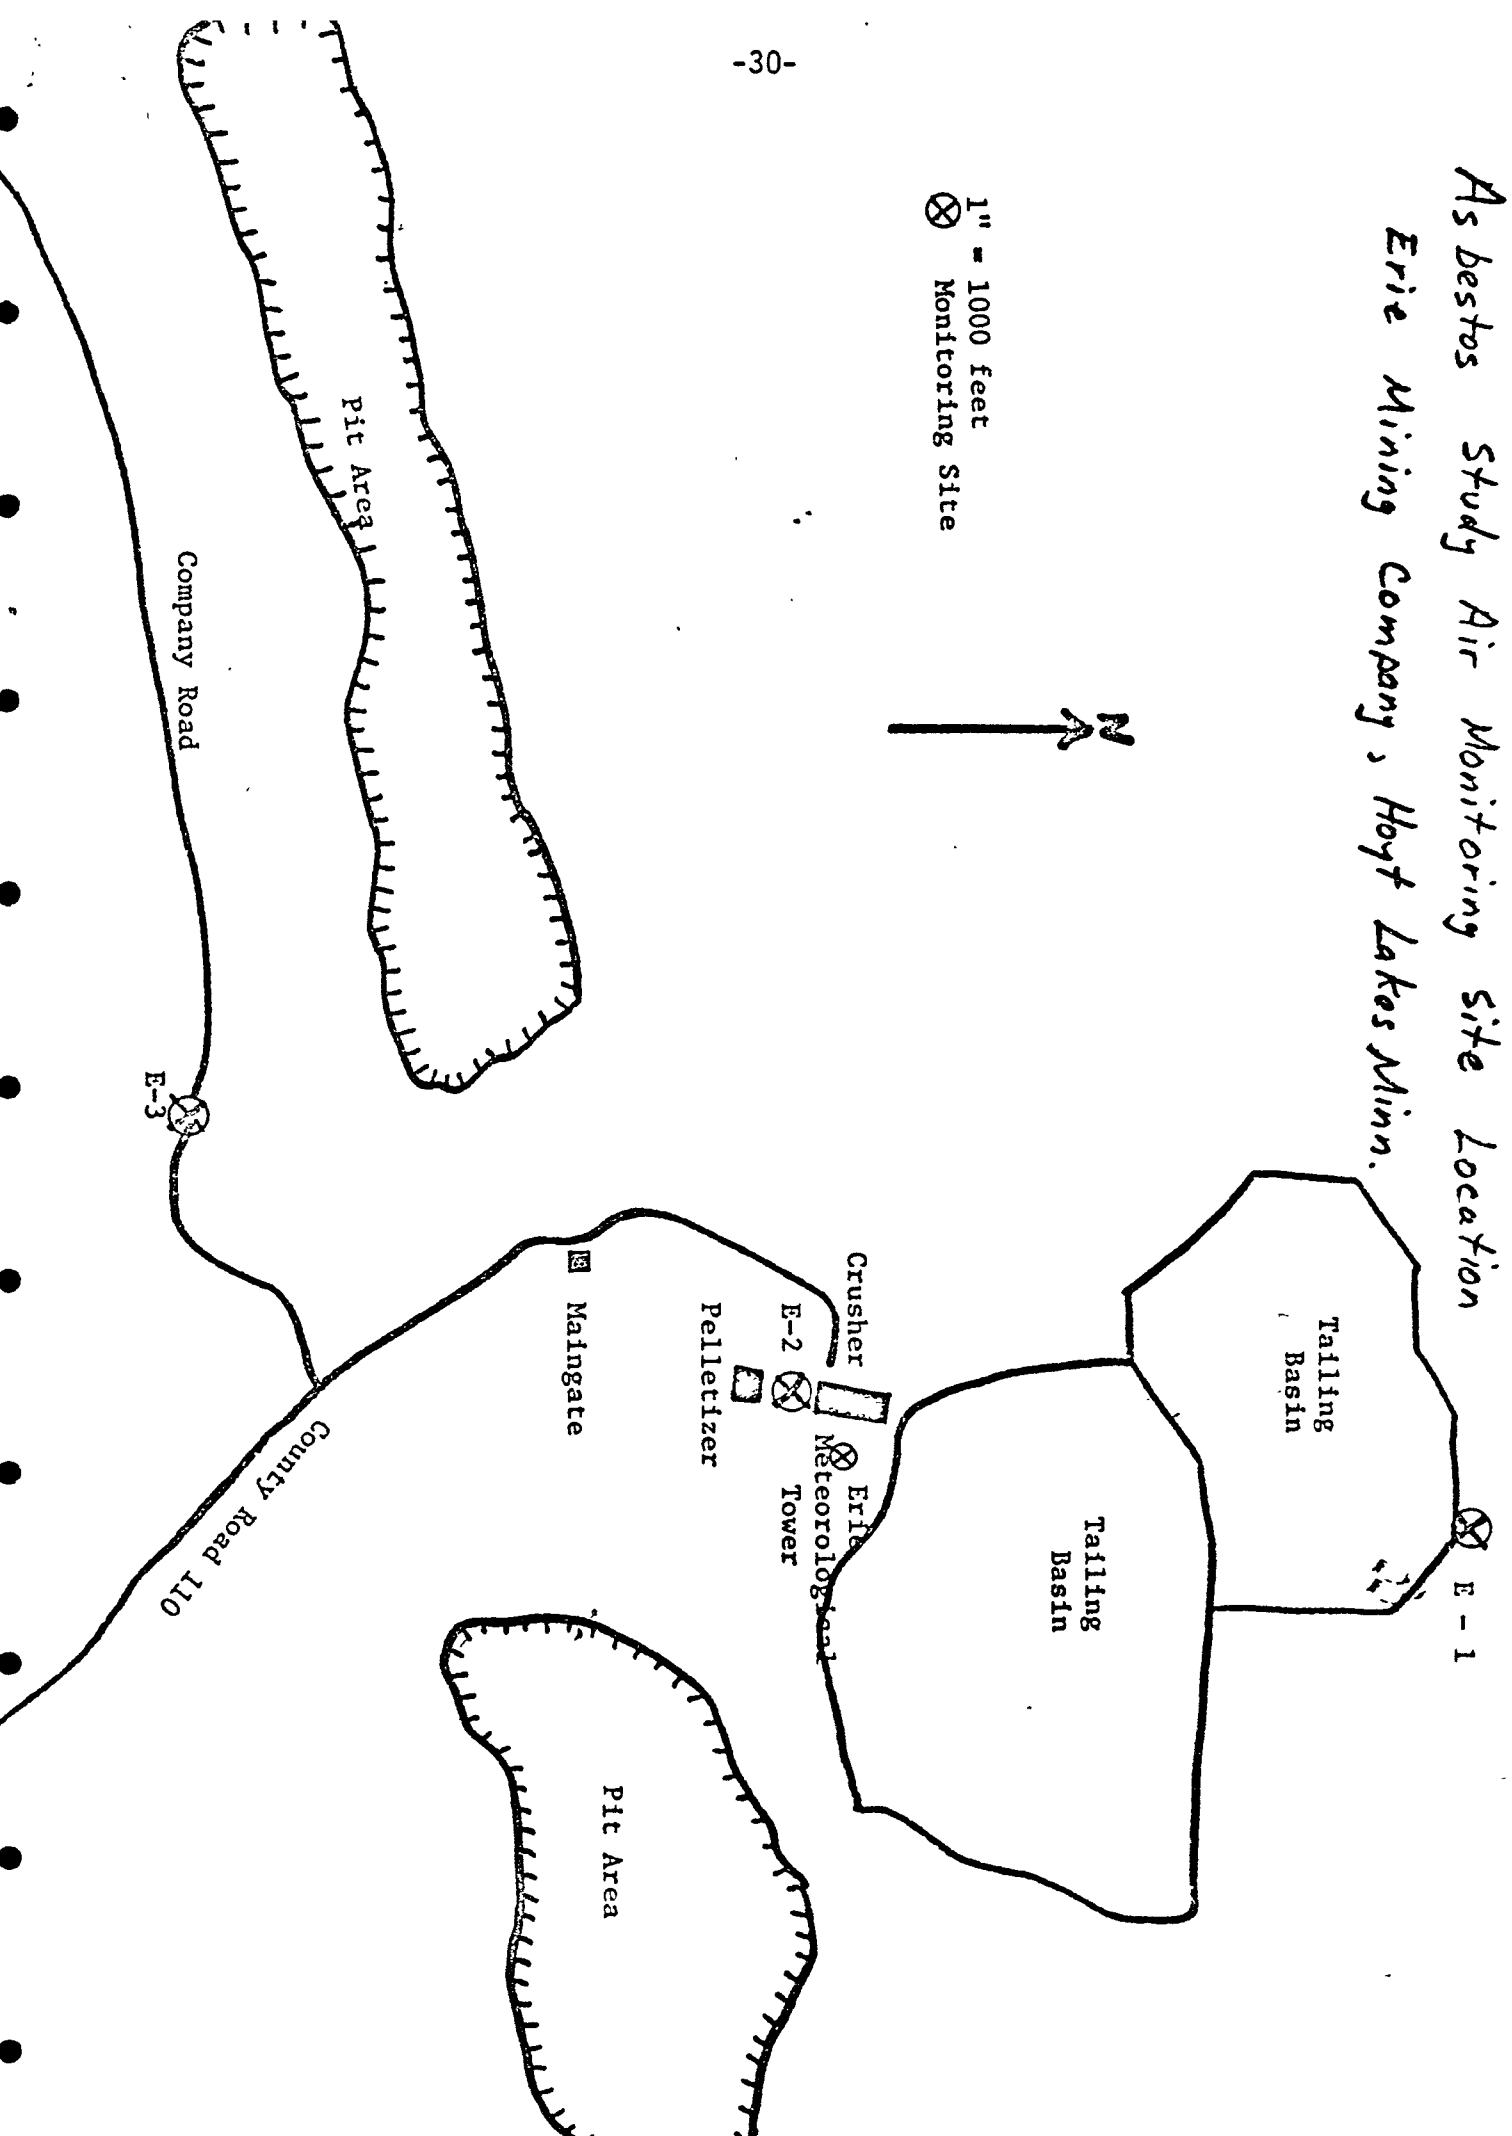 -30-
Asbestos Study Air Monitoring Site Location
Erie Mining Company, Hoyt Lakes Minn.
1" = 1000 feet
Monitoring Site
N
E-1
Tailing
Basin
Tailing
Basin
Crusher
E-2
Pelletizer
Erie
Meteorological
Tower
Maingate
Pit Area
Pit Area
Company Road
E-3
County Road 110